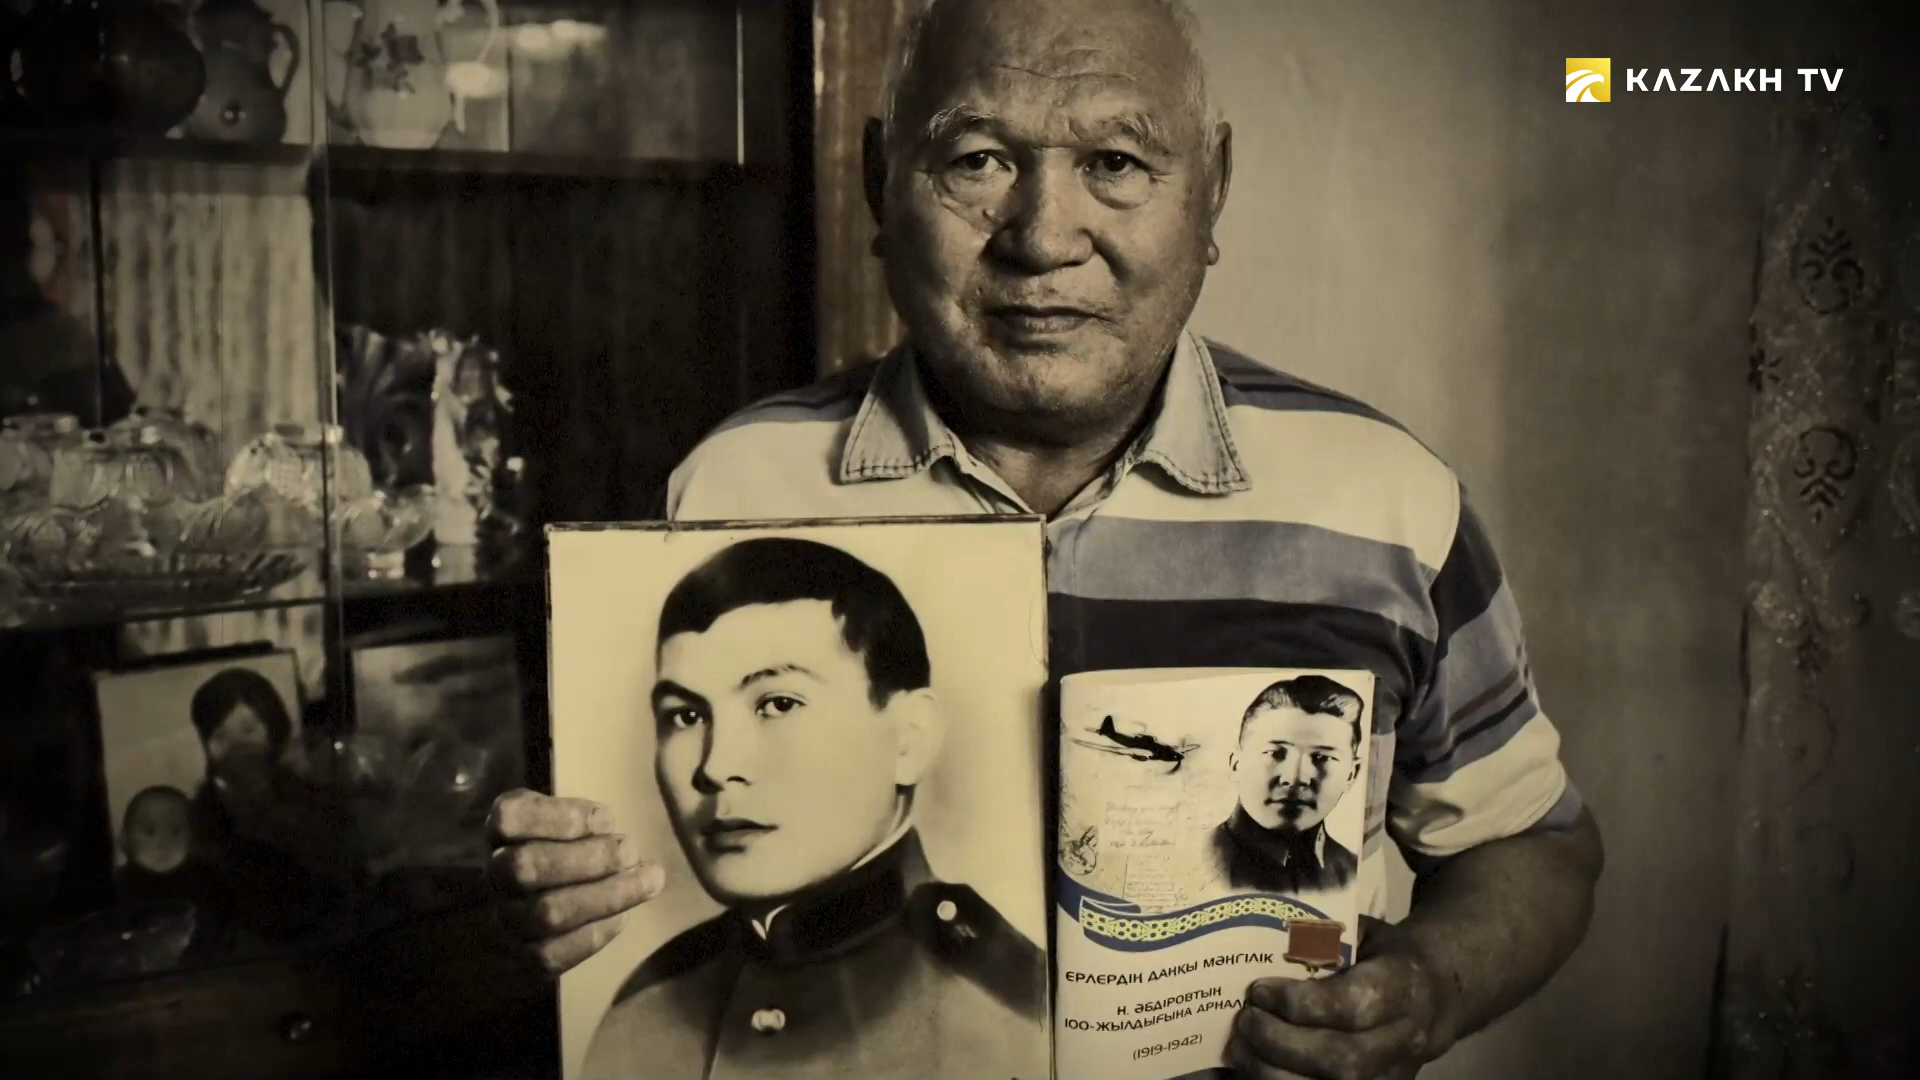 KAZAKH TV
ЕРЛЕРДІҢ ДАҢҚЫ МӘҢГІЛІК
Н. ӘБДІРОВТЫҢ
100-ЖЫЛДЫҒЫНА АРНАЛ
(1919-1942)